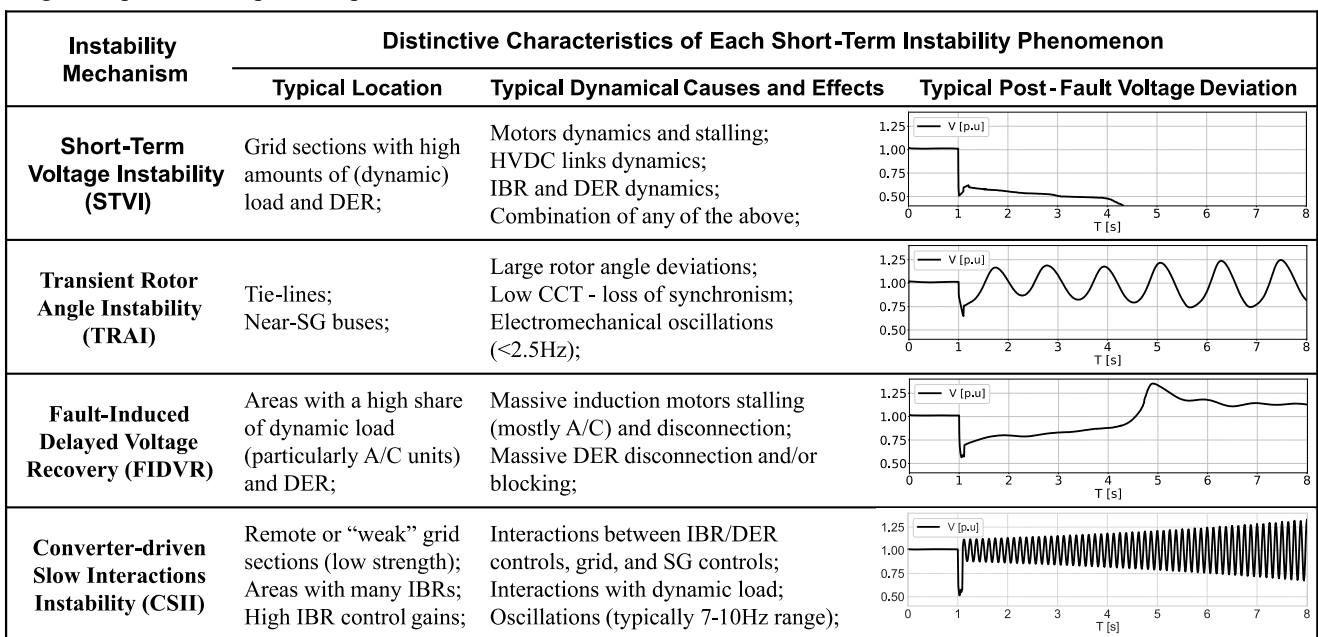 Instability
Mechanism
Distinctive Characteristics of Each Short-Term Instability Phenomenon
Typical Location
Typical Dynamical Causes and Effects
Typical Post-Fault Voltage Deviation
Short-Term
Voltage Instability
(STVI)
Grid sections with high
amounts of (dynamic)
load and DER;
Motors dynamics and stalling;
HVDC links dynamics;
IBR and DER dynamics;
Combination of any of the above;
V [p.u]
1.25
1.00
0.75
0.50
0 1 2 3 4 5 6 7 8
T [s]
Transient Rotor
Angle Instability
(TRAI)
Tie-lines;
Near-SG buses;
Large rotor angle deviations;
Low CCT - loss of synchronism;
Electromechanical oscillations
(<2.5Hz);
V [p.u]
1.25
1.00
0.75
0.50
0 1 2 3 4 5 6 7 8
T [s]
Fault-Induced
Delayed Voltage
Recovery (FIDVR)
Areas with a high share
of dynamic load
(particularly A/C units)
and DER;
Massive induction motors stalling
(mostly A/C) and disconnection;
Massive DER disconnection and/or
blocking;
V [p.u]
1.25
1.00
0.75
0.50
0 1 2 3 4 5 6 7 8
T [s]
Converter-driven
Slow Interactions
Instability (CSII)
Remote or “weak” grid
sections (low strength);
Areas with many IBRs;
High IBR control gains;
Interactions between IBR/DER
controls, grid, and SG controls;
Interactions with dynamic load;
Oscillations (typically 7-10Hz range);
V [p.u]
1.25
1.00
0.75
0.50
0 1 2 3 4 5 6 7 8
T [s]